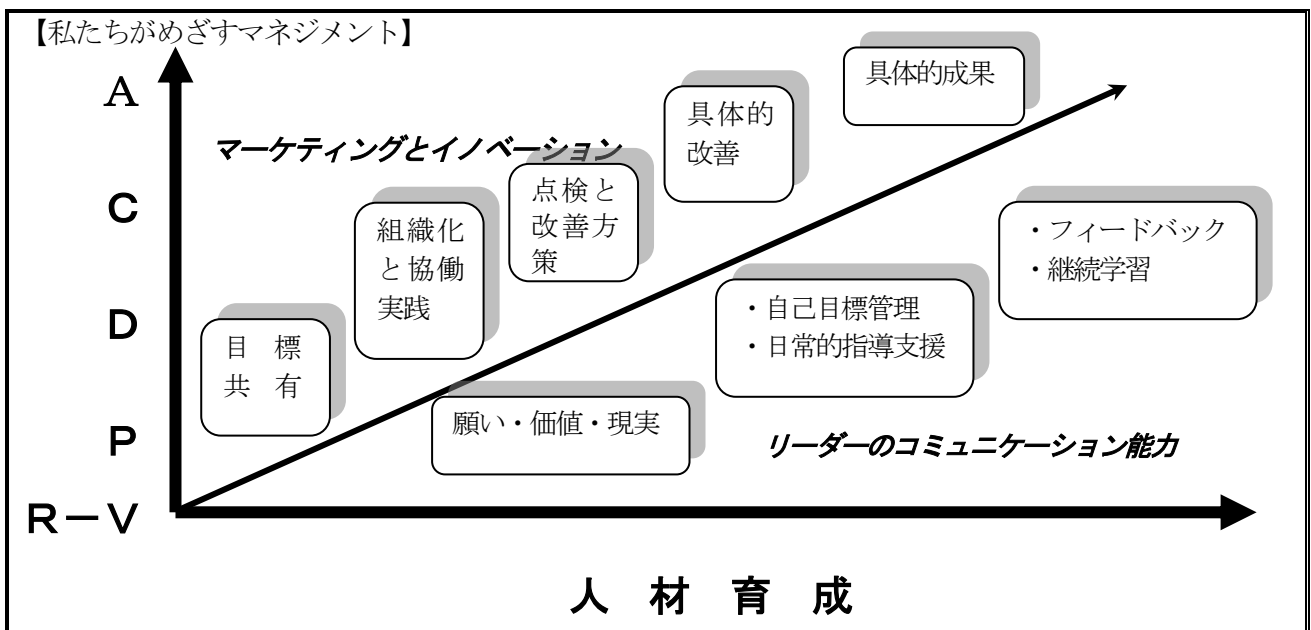 【私たちがめざすマネジメント】
A
具体的成果
具体的
改善
マーケティングとイノベーション
点検と
改善方
策
C
組織化
と協働
実践
・フィードバック
・継続学習
D
目　標
共　有
・自己目標管理
・日常的指導支援
P
願い・価値・現実
リーダーのコミュニケーション能力
R－V
人　材　育　成